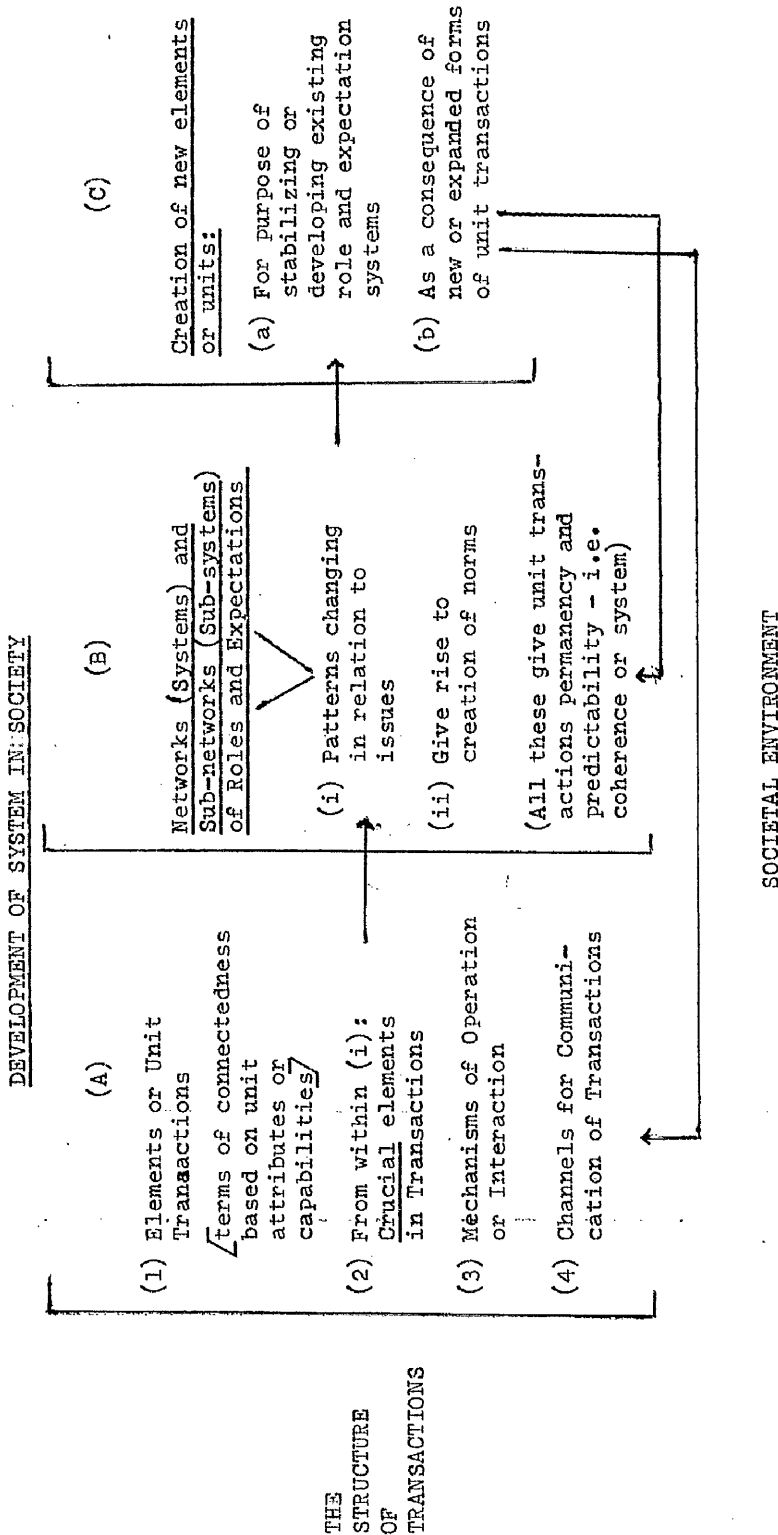 DEVELOPMENT OF SYSTEM IN SOCIETY
THE
STRUCTURE
OF
TRANSACTIONS
(A)
(1) Elements or Unit
Transactions
[terms of connectedness
based on unit
attributes or
capabilities]
(2) From within (i):
Crucial elements
in Transactions
(3) Mechanisms of Operation
or Interaction
(4) Channels for Communi-
cation of Transactions
(B)
Networks (Systems) and
Sub-networks (Sub-systems)
of Roles and Expectations
(i) Patterns changing
in relation to
issues
(ii) Give rise to
creation of norms
(All these give unit trans-
actions permanency and
predictability - i.e.
coherence or system)
(C)
Creation of new elements
or units:
(a) For purpose of
stabilizing or
developing existing
role and expectation
systems
(b) As a consequence of
new or expanded forms
of unit transactions
SOCIETAL ENVIRONMENT